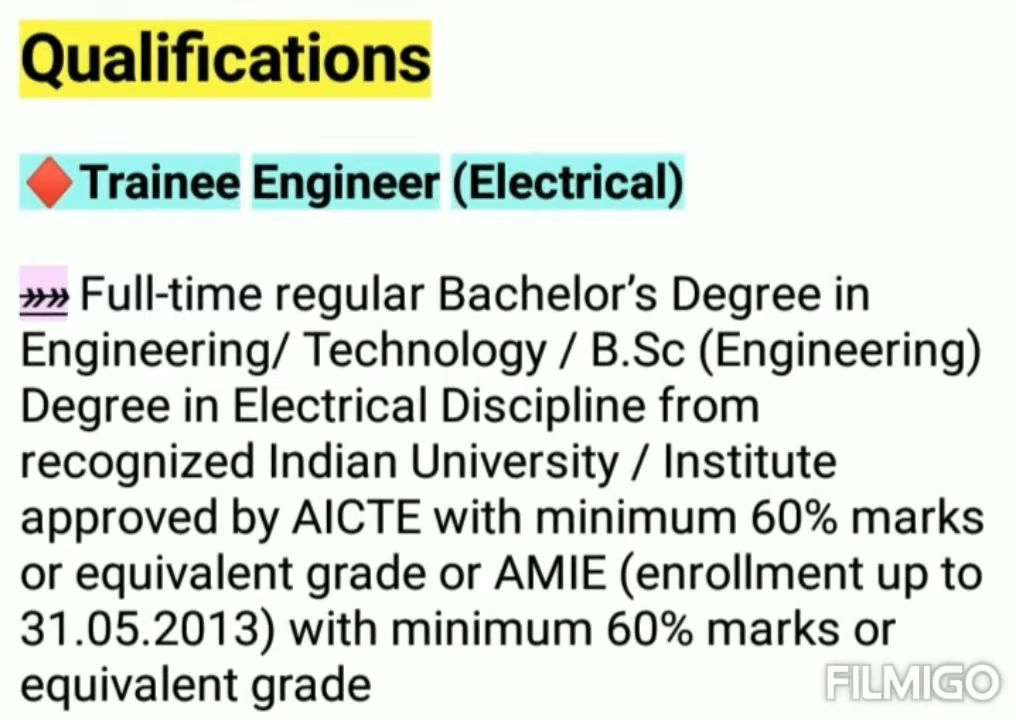 Qualifications
♦Trainee Engineer (Electrical)
»»» Full-time regular Bachelor’s Degree in
Engineering/ Technology / B.Sc (Engineering)
Degree in Electrical Discipline from
recognized Indian University / Institute
approved by AICTE with minimum 60% marks
or equivalent grade or AMIE (enrollment up to
31.05.2013) with minimum 60% marks or
equivalent grade
FILMIGO